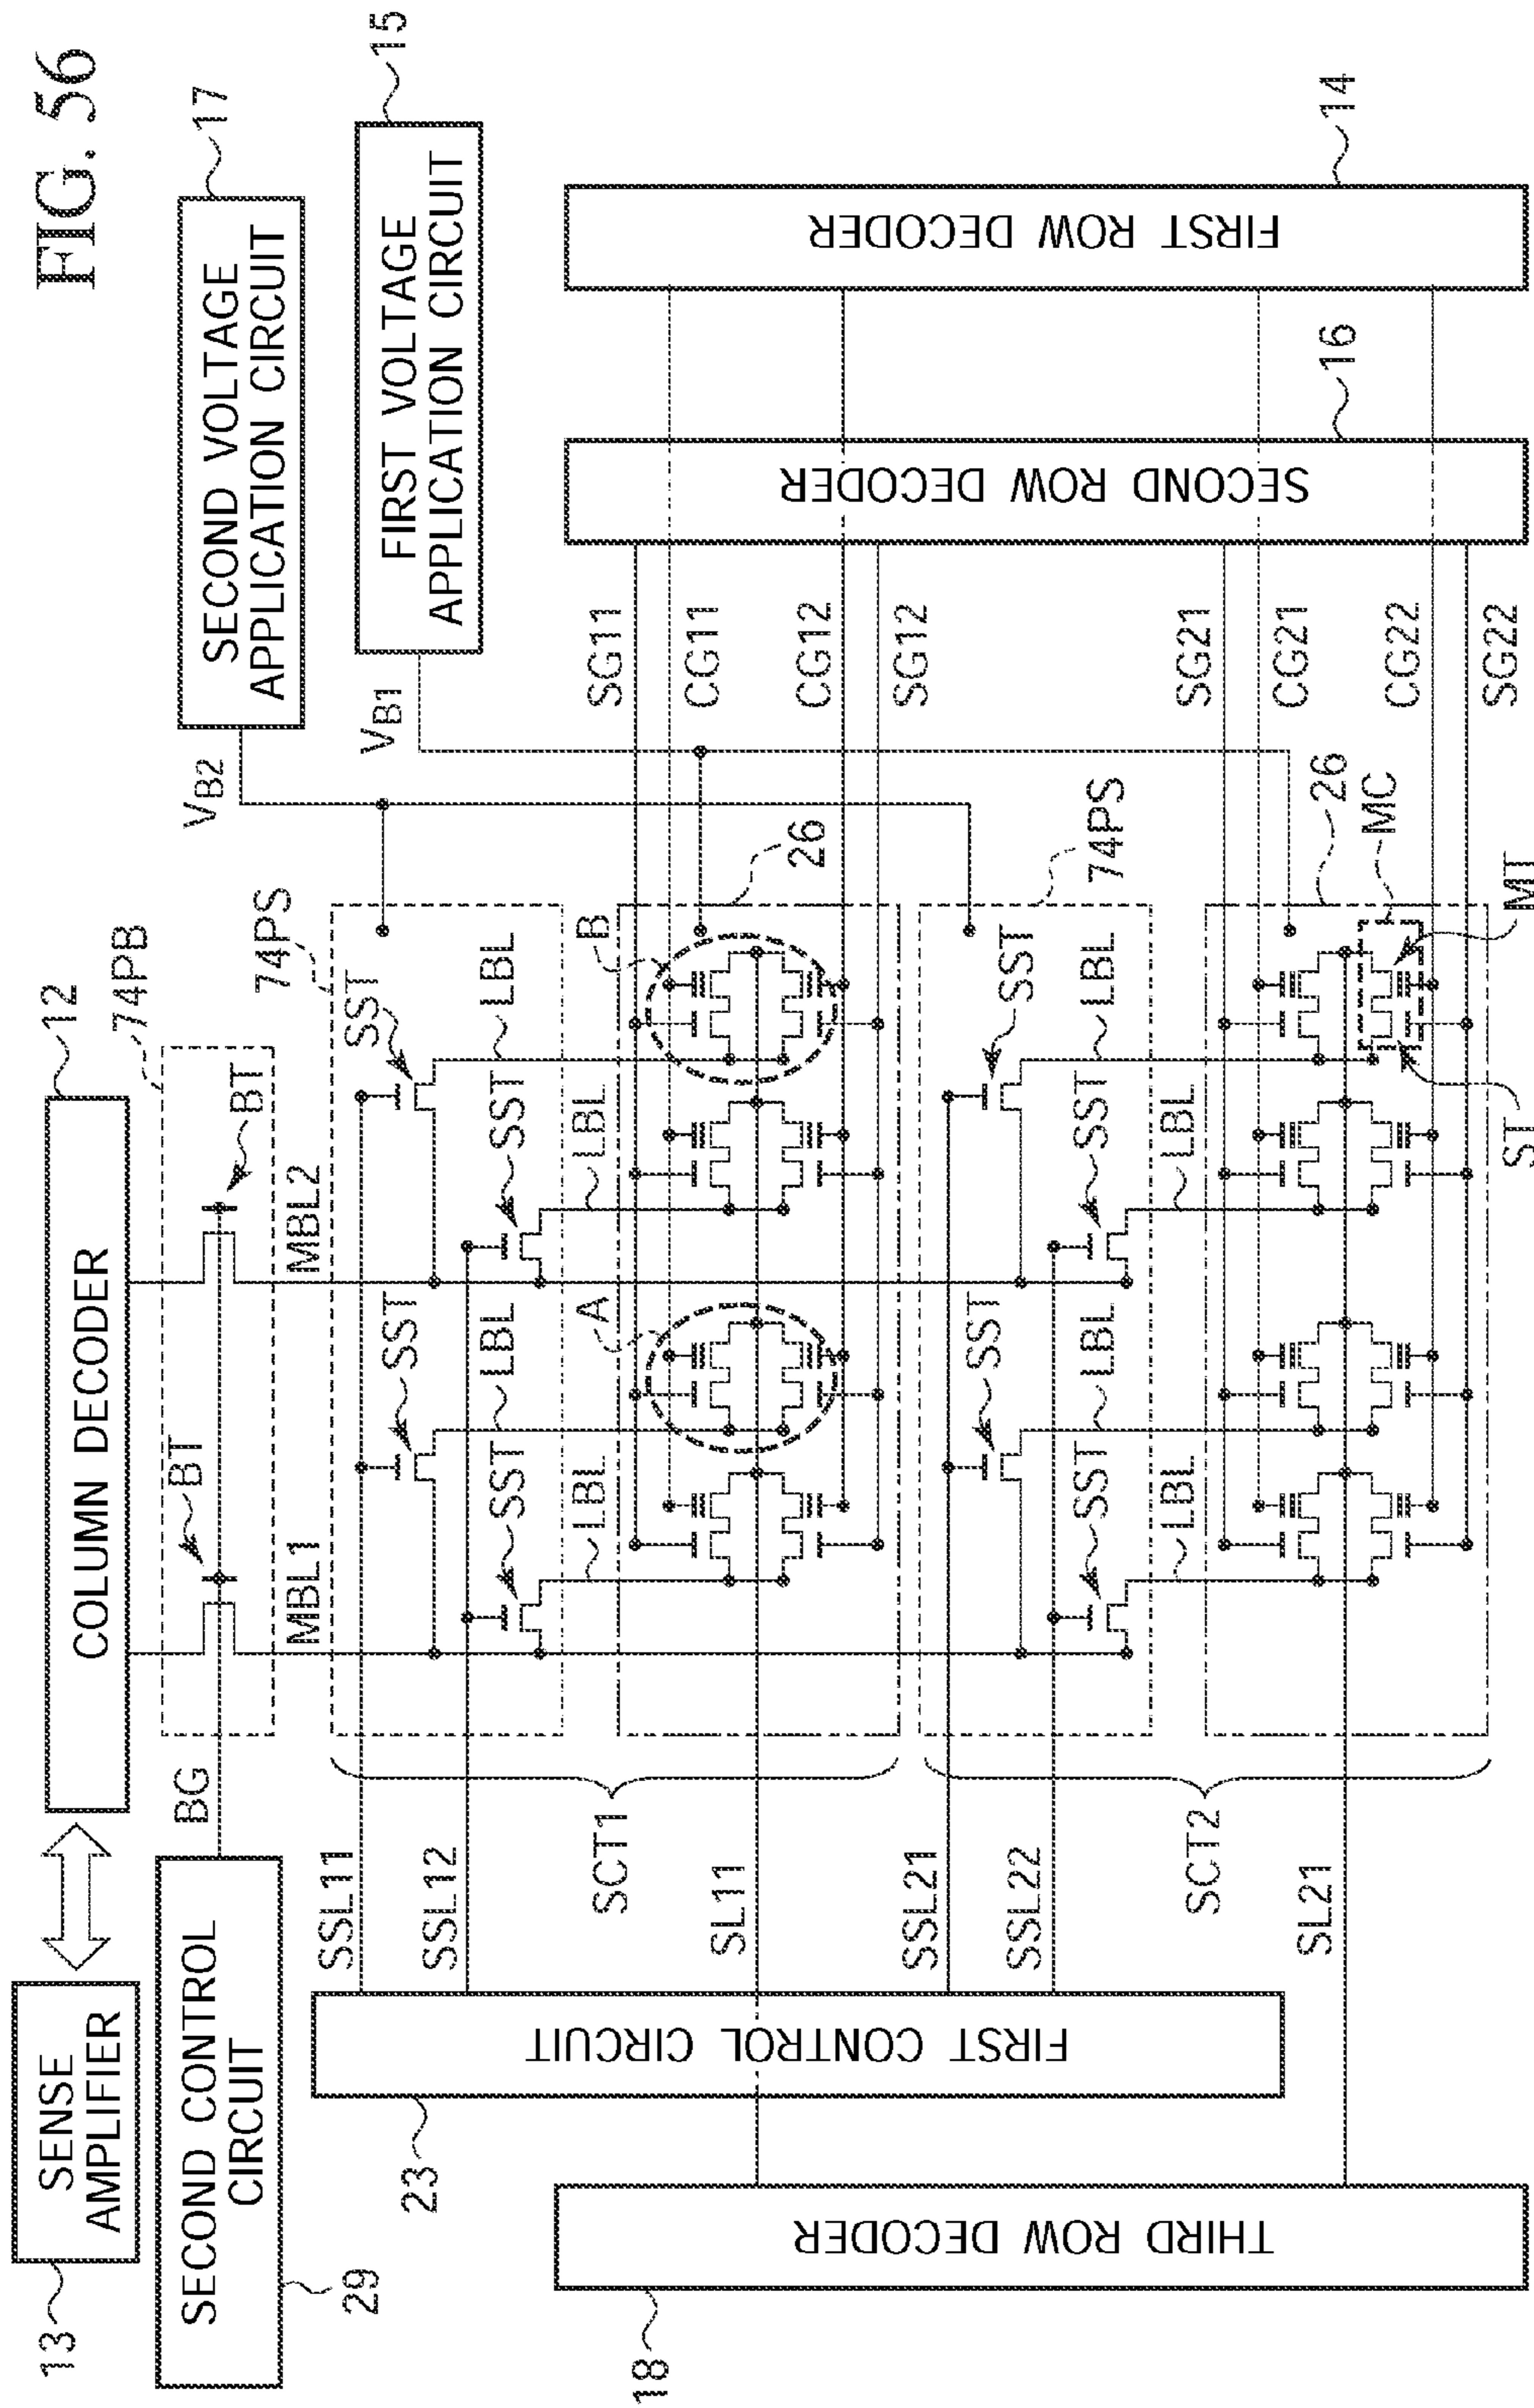 FIG. 56
SENSE
AMPLIFIER
13
COLUMN DECODER
12
SECOND VOLTAGE
APPLICATION CIRCUIT
17
SECOND CONTROL
CIRCUIT
29
BG
BT
BT
74PB
VB2
FIRST VOLTAGE
APPLICATION CIRCUIT
15
VB1
MBL1
MBL2
74PS
SSL11
SST
SST
SSL12
SST
LBL
SST
LBL
LBL
LBL
SCT1
A
B
26
SG11
CG11
SL11
CG12
SG12
FIRST CONTROL CIRCUIT
23
SECOND ROW DECODER
16
FIRST ROW DECODER
14
SSL21
SST
SST
74PS
SSL22
SST
LBL
SST
LBL
LBL
LBL
SCT2
SG21
CG21
26
MC
SL21
CG22
SG22
ST
MT
THIRD ROW DECODER
18